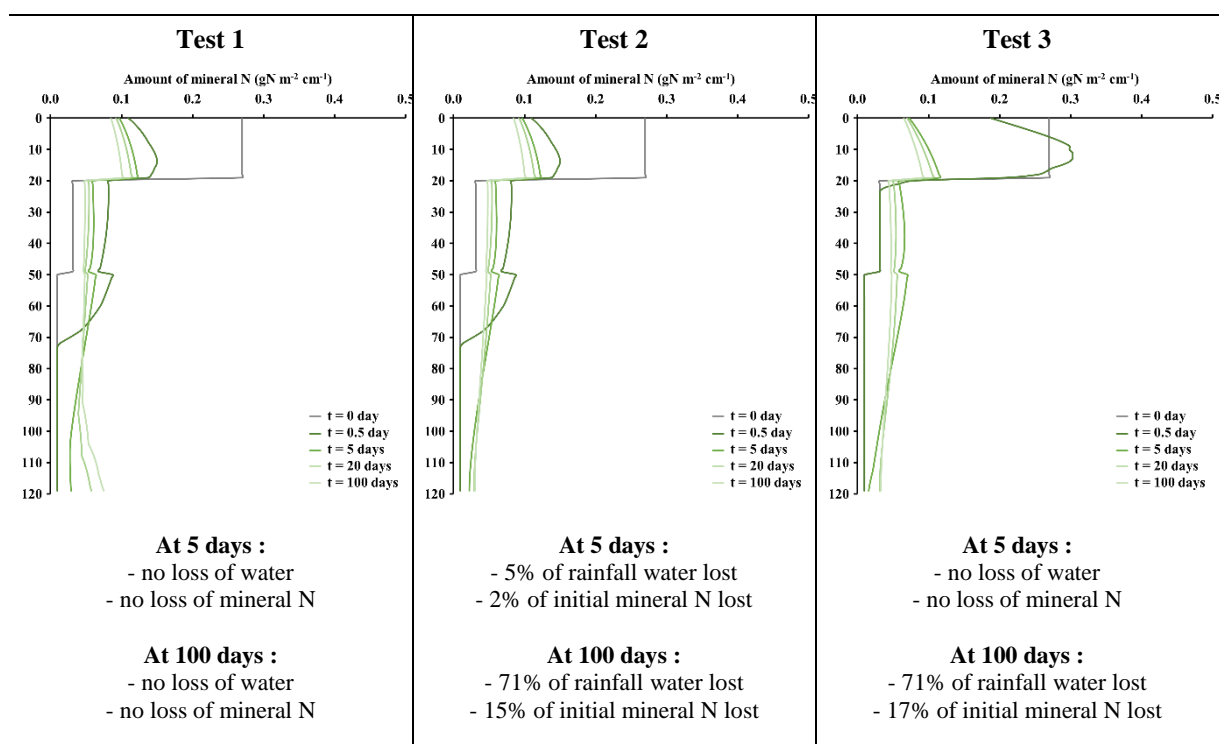 Test 1
Amount of mineral N (gN m⁻² cm⁻¹)
0.0 0.1 0.2 0.3 0.4 0.5
0
10
20
30
40
50
60
70
80
90
100
110
120
t = 0 day
t = 0.5 day
t = 5 days
t = 20 days
t = 100 days
At 5 days :
- no loss of water
- no loss of mineral N
At 100 days :
- no loss of water
- no loss of mineral N
Test 2
Amount of mineral N (gN m⁻² cm⁻¹)
0.0 0.1 0.2 0.3 0.4 0.5
0
10
20
30
40
50
60
70
80
90
100
110
120
t = 0 day
t = 0.5 day
t = 5 days
t = 20 days
t = 100 days
At 5 days :
- 5% of rainfall water lost
- 2% of initial mineral N lost
At 100 days :
- 71% of rainfall water lost
- 15% of initial mineral N lost
Test 3
Amount of mineral N (gN m⁻² cm⁻¹)
0.0 0.1 0.2 0.3 0.4 0.5
0
10
20
30
40
50
60
70
80
90
100
110
120
t = 0 day
t = 0.5 day
t = 5 days
t = 20 days
t = 100 days
At 5 days :
- no loss of water
- no loss of mineral N
At 100 days :
- 71% of rainfall water lost
- 17% of initial mineral N lost